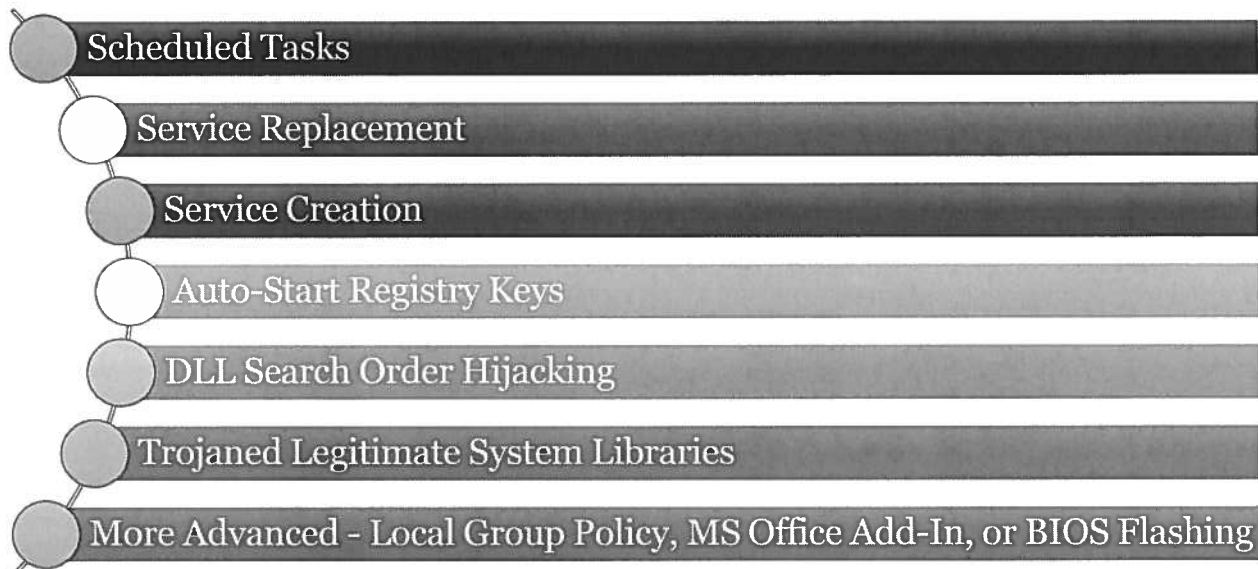 Scheduled Tasks
Service Replacement
Service Creation
Auto-Start Registry Keys
DLL Search Order Hijacking
Trojaned Legitimate System Libraries
More Advanced - Local Group Policy, MS Office Add-In, or BIOS Flashing